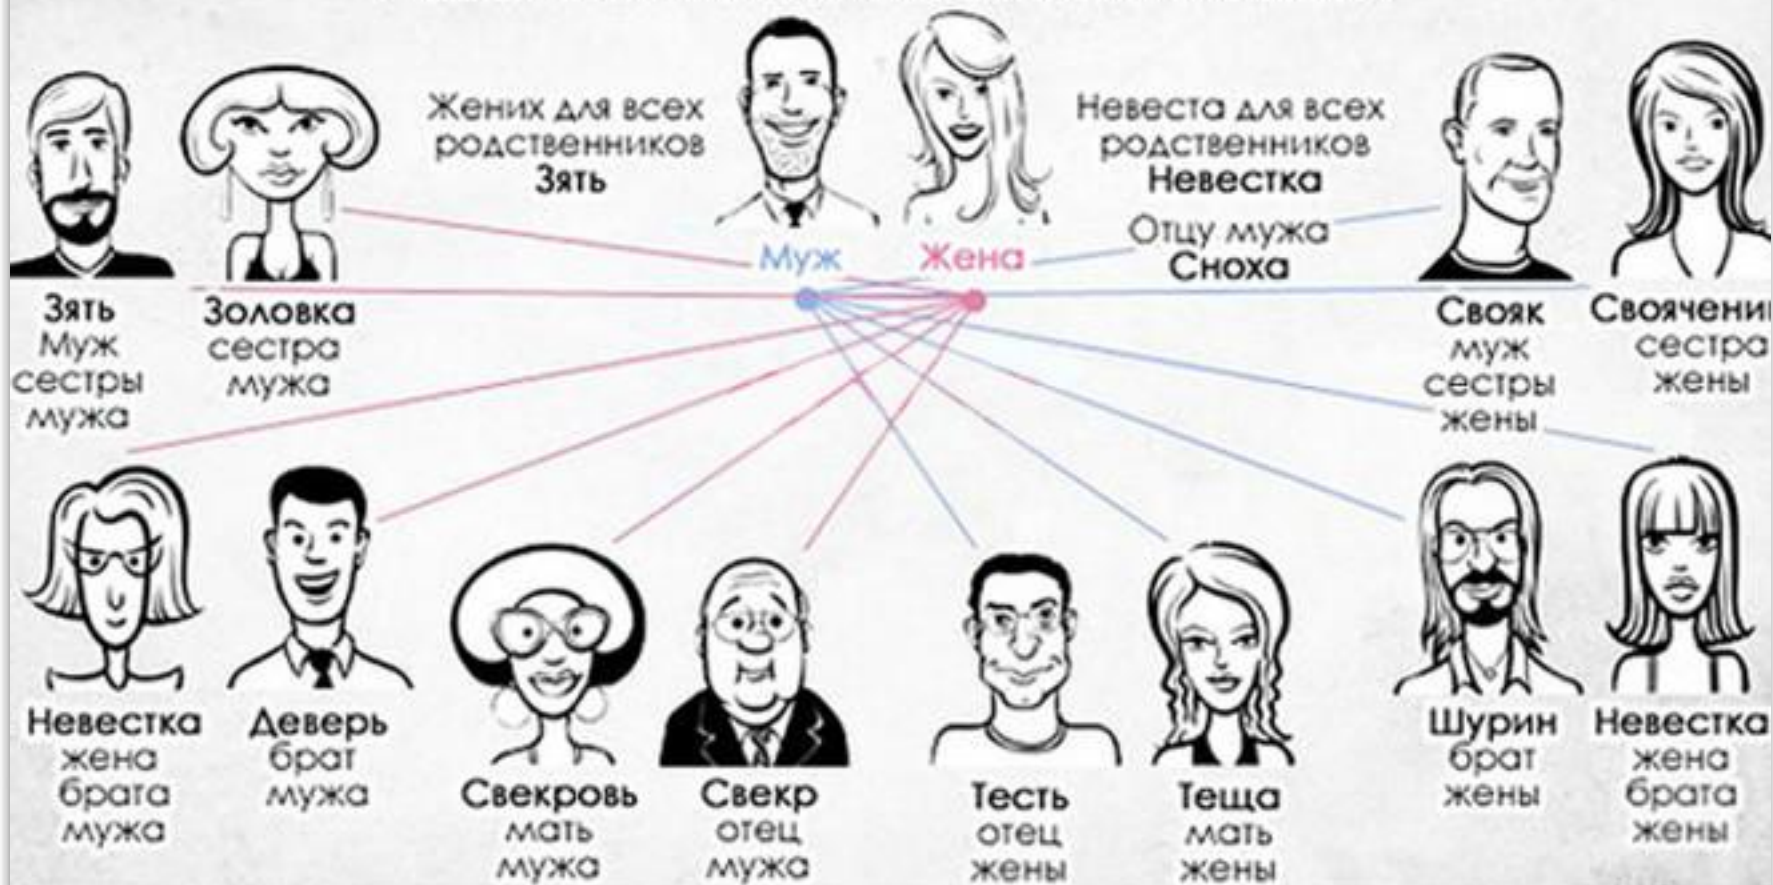 Жених для всех
родственников
Зять
Муж
Жена
Невеста для всех
родственников
Невестка
Отцу мужа
Сноха
Зять
Муж
сестры
мужа
Золовка
сестра
мужа
Свояк
муж
сестры
жены
Своячени
сестра
жены
Невестка
жена
брата
мужа
Деверь
брат
мужа
Свекровь
мать
мужа
Свекр
отец
мужа
Тесть
отец
жены
Теща
мать
жены
Шурин
брат
жены
Невестка
жена
брата
жены